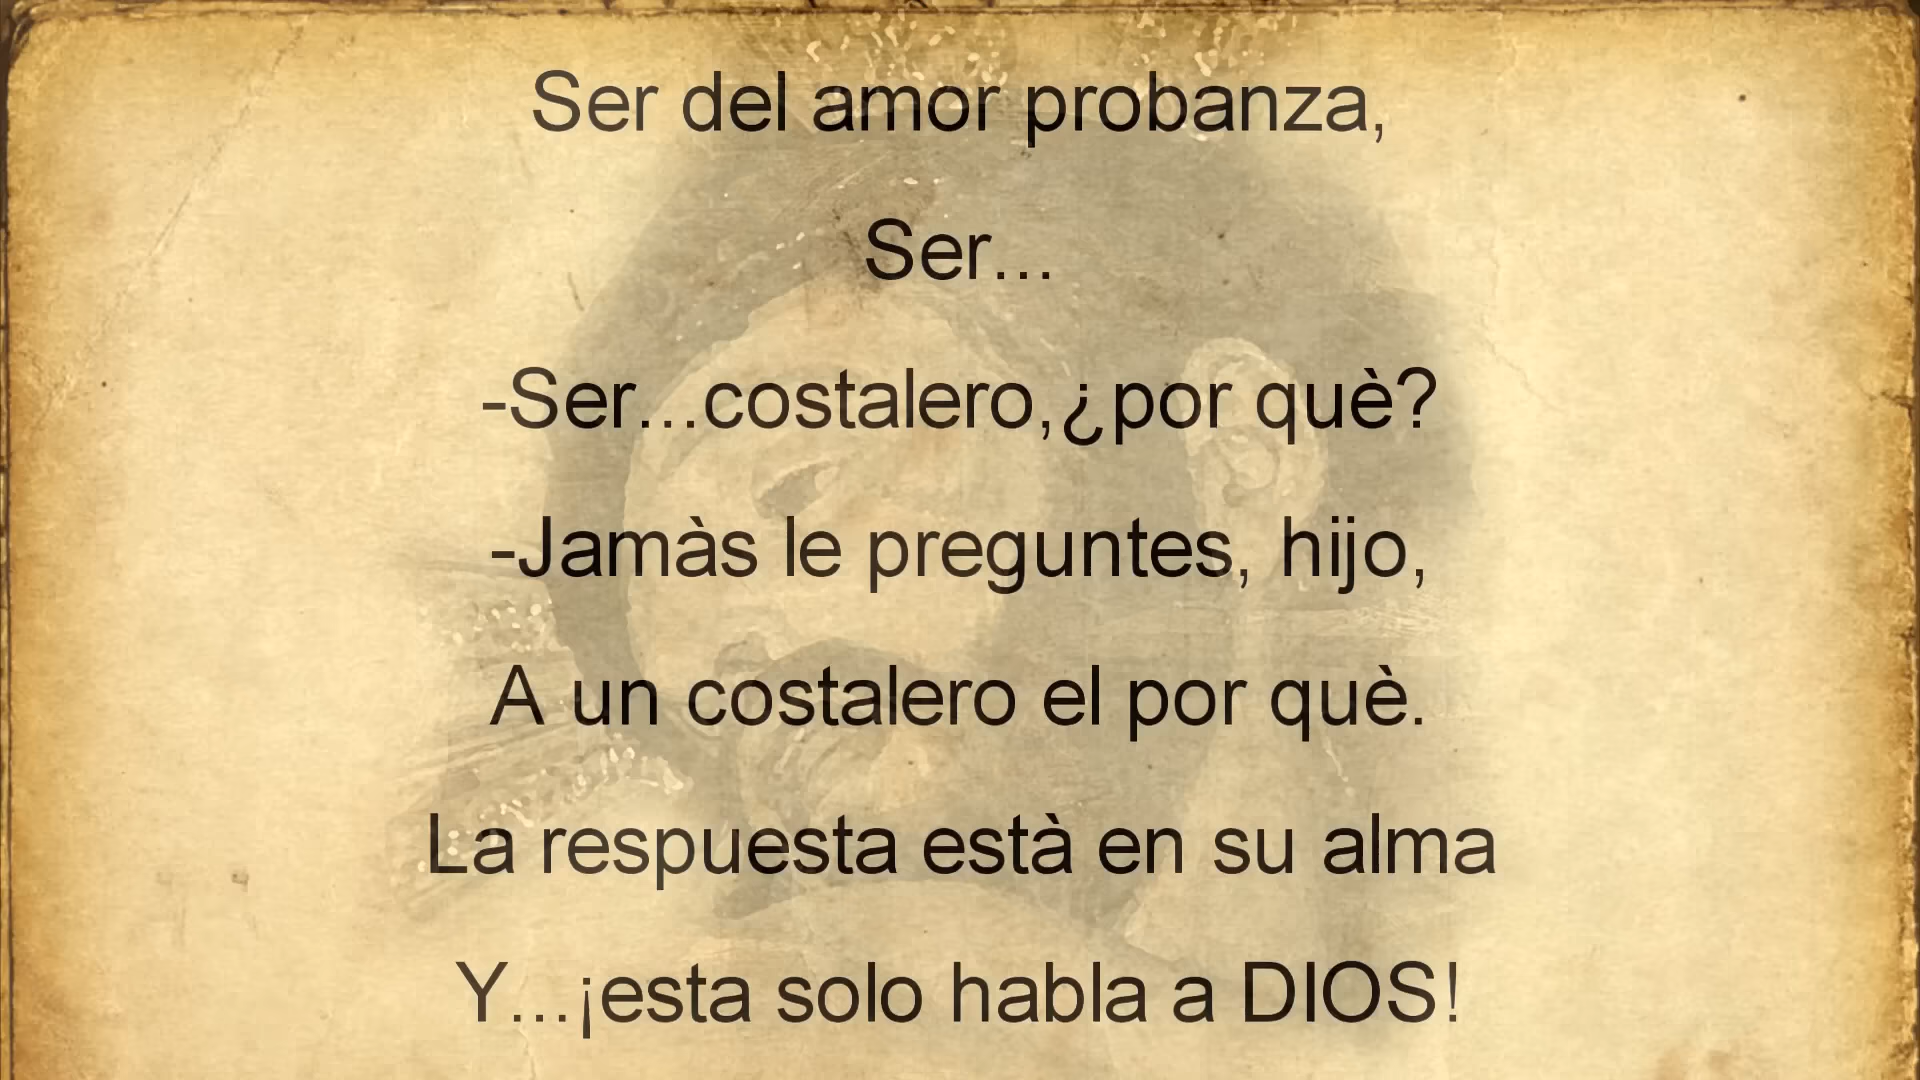 Ser del amor probanza,
Ser...
-Ser...costalero,¿por què?
-Jamàs le preguntes, hijo,
A un costalero el por què.
La respuesta està en su alma
Y...¡esta solo habla a DIOS!